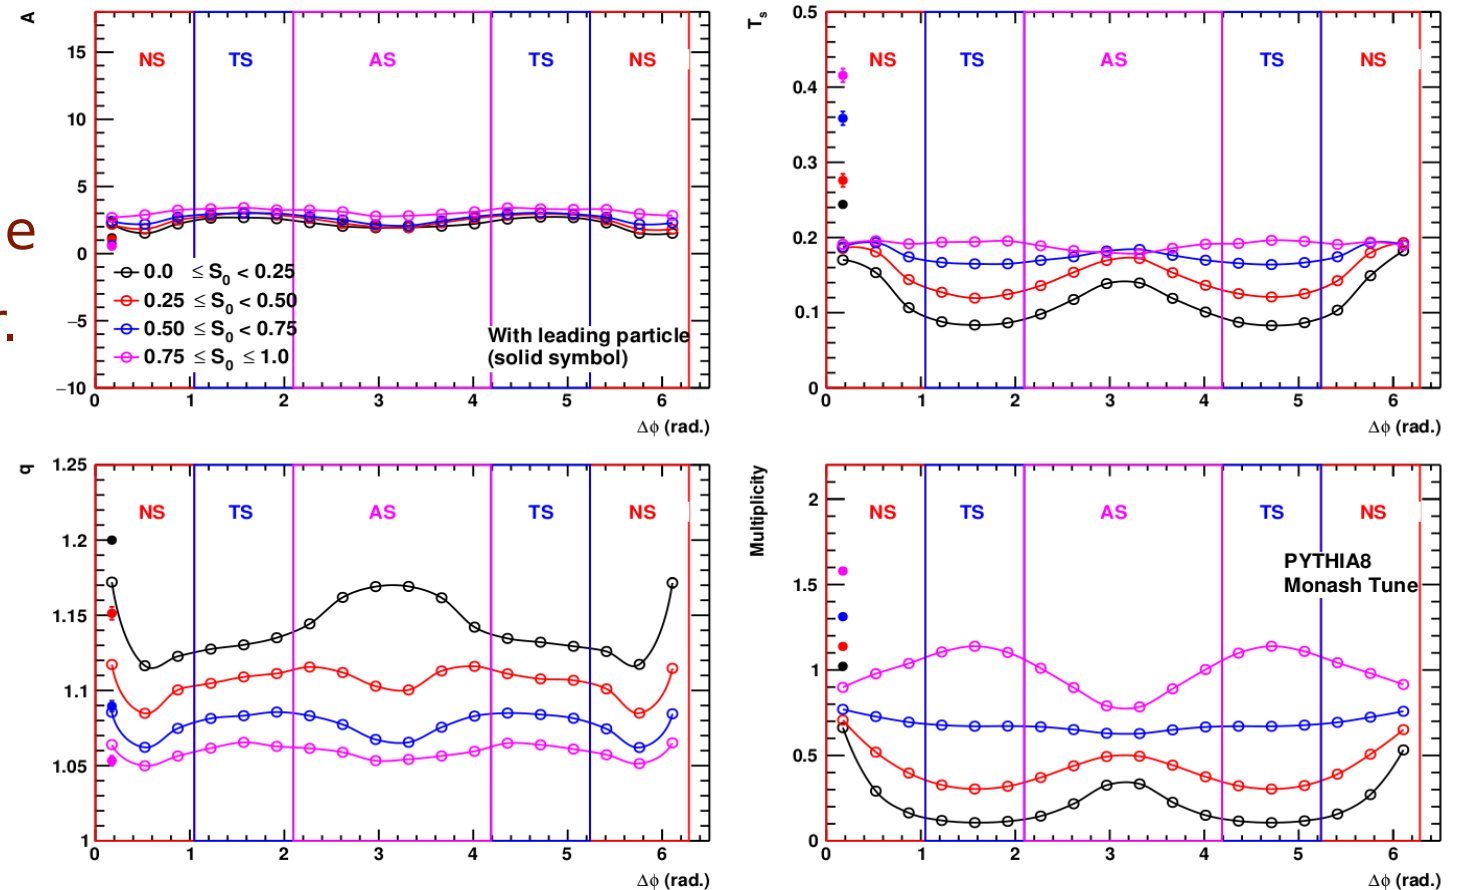 A
15
10
5
0
−5
−10
NS
TS
AS
TS
NS
0.0 ≤ S0 < 0.25
0.25 ≤ S0 < 0.50
0.50 ≤ S0 < 0.75
0.75 ≤ S0 ≤ 1.0
With leading particle
(solid symbol)
0 1 2 3 4 5 6
Δϕ (rad.)
e
r.
Ts
0.5
0.4
0.3
0.2
0.1
0
NS
TS
AS
TS
NS
0 1 2 3 4 5 6
Δϕ (rad.)
q
1.25
1.2
1.15
1.1
1.05
1
NS
TS
AS
TS
NS
0 1 2 3 4 5 6
Δϕ (rad.)
Multiplicity
2
1.5
1
0.5
0
NS
TS
AS
TS
NS
PYTHIA8
Monash Tune
0 1 2 3 4 5 6
Δϕ (rad.)